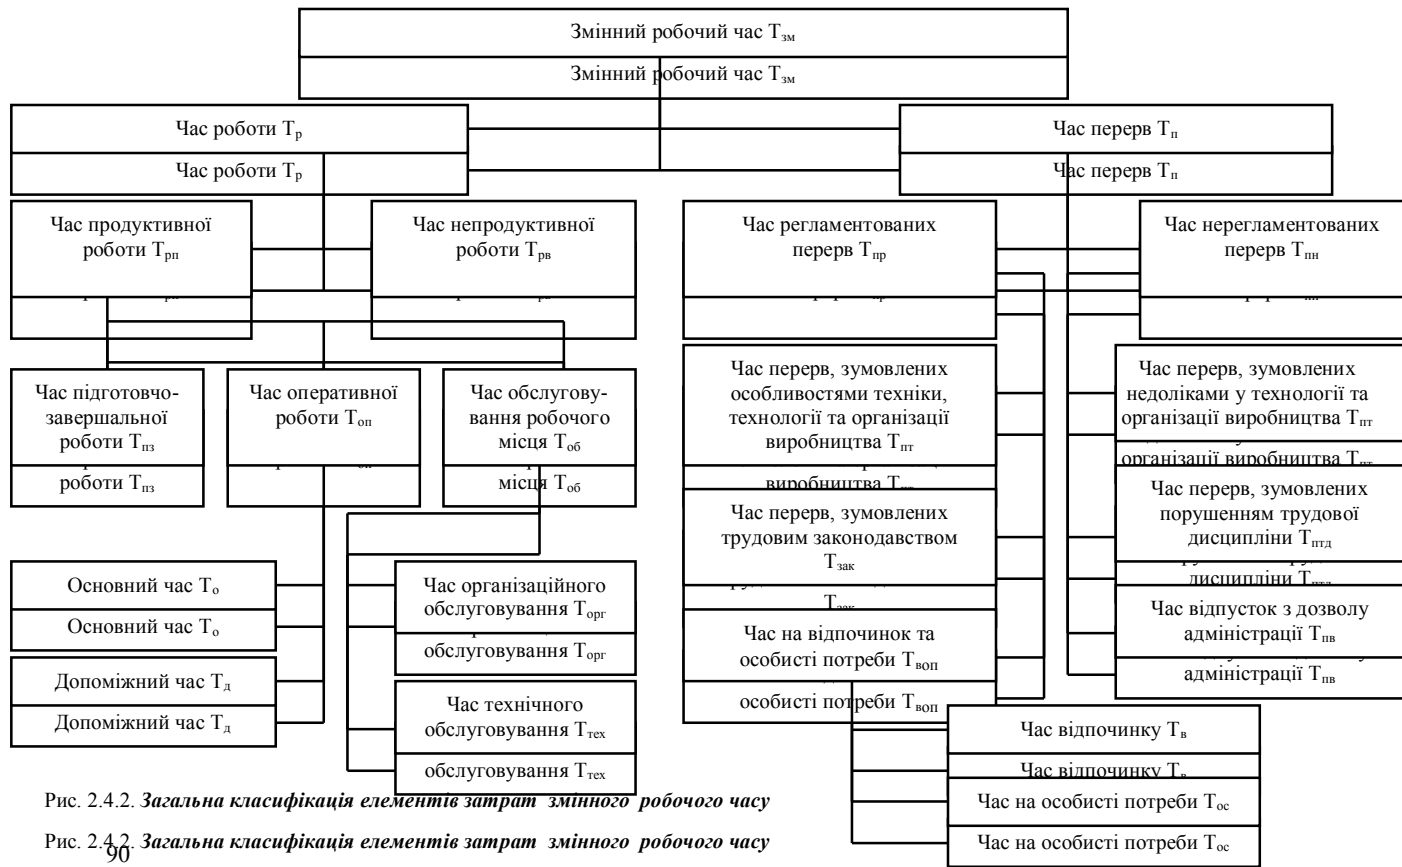 Змінний робочий час Тзм
Змінний робочий час Тзм
Час роботи Тр
Час перерв Тп
Час роботи Тр
Час перерв Тп
Час продуктивної
роботи Трп
Час непродуктивної
роботи Трв
Час регламентованих
перерв Тпр
Час нерегламентованих
перерв Тпн
Час підготовчо-
завершальної
роботи Тпз
роботи Тпз
Час оперативної
роботи Топ
Час обслугову-
вання робочого
місця Тоб
місця Тоб
Час перерв, зумовлених
особливостями техніки,
технології та організації
виробництва Тпт
виробництва Тпт
Час перерв, зумовлених
недоліками у технології та
організації виробництва Тпт
організації виробництва Тпт
Час перерв, зумовлених
трудовим законодавством
Тзак
Тзак
Час перерв, зумовлених
порушенням трудової
дисципліни Тптд
дисципліни Тптд
Основний час То
Основний час То
Час організаційного
обслуговування Торг
обслуговування Торг
Час на відпочинок та
особисті потреби Твоп
особисті потреби Твоп
Час відпусток з дозволу
адміністрації Тпв
адміністрації Тпв
Допоміжний час Тд
Допоміжний час Тд
Час технічного
обслуговування Ттех
обслуговування Ттех
Час відпочинку Тв
Час відпочинку Тв
Час на особисті потреби Тос
Час на особисті потреби Тос
Рис. 2.4.2. Загальна класифікація елементів затрат змінного робочого часу
Рис. 2.4.2. Загальна класифікація елементів затрат змінного робочого часу
90